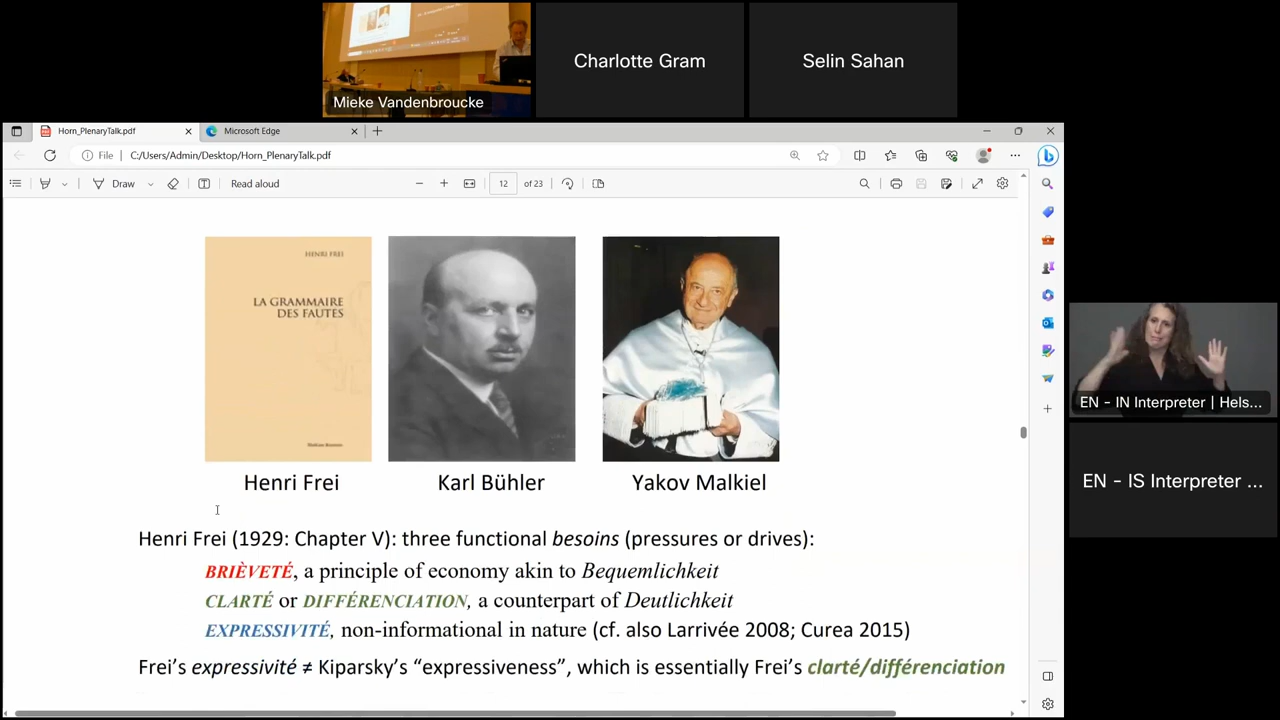 Mieke Vandenbroucke
Charlotte Gram
Selin Sahan
Horn_PlenaryTalk.pdf
Microsoft Edge
File
C:/Users/Admin/Desktop/Horn_PlenaryTalk.pdf
Draw
Read aloud
12
of 23
HENRI FREI
LA GRAMMAIRE
DES FAUTES
Henri Frei
Karl Bühler
Yakov Malkiel
Henri Frei (1929: Chapter V): three functional besoins (pressures or drives):
BRIÈVETÉ, a principle of economy akin to Bequemlichkeit
CLARTÉ or DIFFÉRENCIATION, a counterpart of Deutlichkeit
EXPRESSIVITÉ, non-informational in nature (cf. also Larrivée 2008; Curea 2015)
Frei's expressivité ≠ Kiparsky's “expressiveness”, which is essentially Frei's clarté/différenciation
EN - IN Interpreter | Hels...
EN - IS Interpreter ...